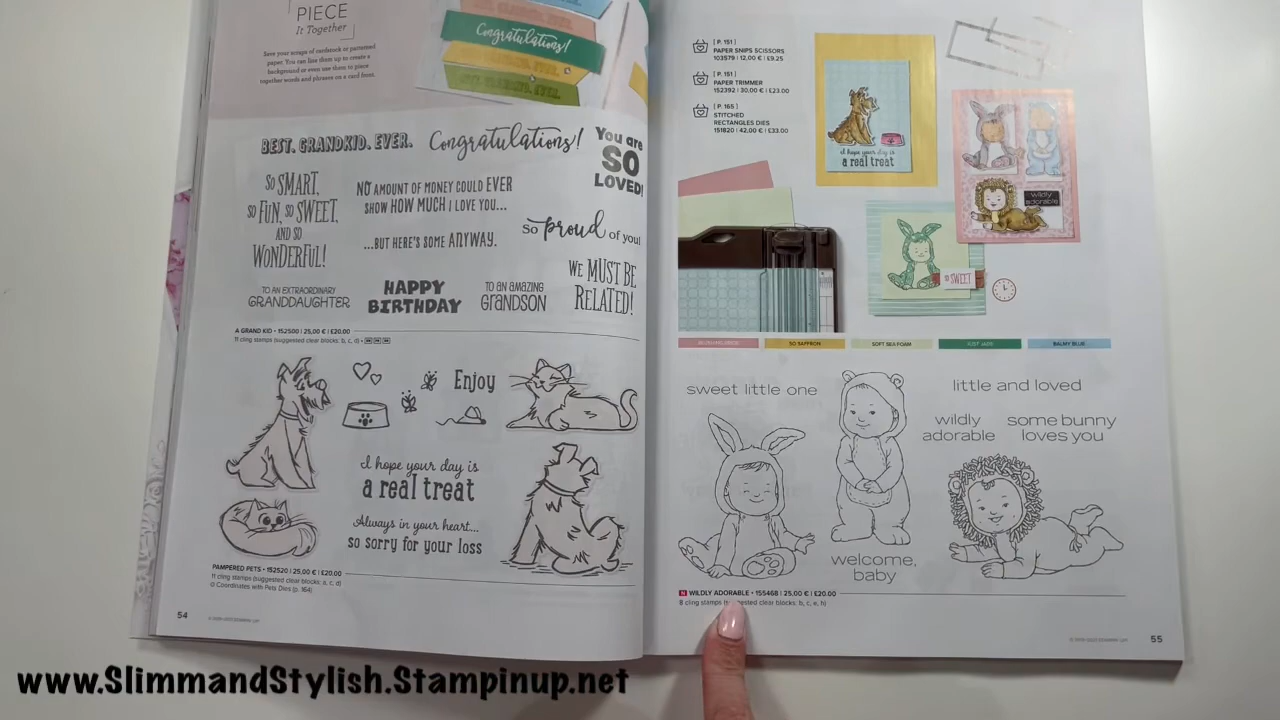 PIECE
It Together
Save your scraps of cardstock or patterned
paper. You can line them up to create a
background or even use them to piece
together words and phrases on a card front.
Congratulations!
BEST. GRANDKID. EVER.
Congratulations!
You are
SO
LOVED!
SO SMART,
SO FUN, SO SWEET,
AND SO
WONDERFUL!
NO AMOUNT OF MONEY COULD EVER
SHOW HOW MUCH I LOVE YOU...
...BUT HERE'S SOME ANYWAY.
So proud of you!
WE MUST BE
RELATED!
TO AN EXTRAORDINARY
GRANDDAUGHTER
HAPPY
BIRTHDAY
TO AN AMAZING
GRANDSON
A GRAND KID • 152500 | 25,00 € | £20.00
11 cling stamps (suggested clear blocks: b, c, d) •
Enjoy
I hope your day is
a real treat
Always in your heart...
so sorry for your loss
PAMPERED PETS • 152520 | 25,00 € | £20.00
11 cling stamps (suggested clear blocks: a, c, d)
Coordinates with Pets Dies (p. 164)
54
[ P. 151 ]
PAPER SNIPS SCISSORS
103579 | 12,00 € | £9.25
[ P. 151 ]
PAPER TRIMMER
152392 | 30,00 € | £23.00
[ P. 165 ]
STITCHED
RECTANGLES DIES
151820 | 42,00 € | £33.00
I hope your day is
a real treat
wildly
adorable
SO SWEET
SO SAFFRON
SOFT SEA FOAM
JUST JADE
BALMY BLUE
sweet little one
little and loved
wildly
adorable
some bunny
loves you
welcome,
baby
N WILDLY ADORABLE • 155468 | 25,00 € | £20.00
8 cling stamps (suggested clear blocks: b, c, e, h)
55
www.SlimmandStylish.Stampinup.net